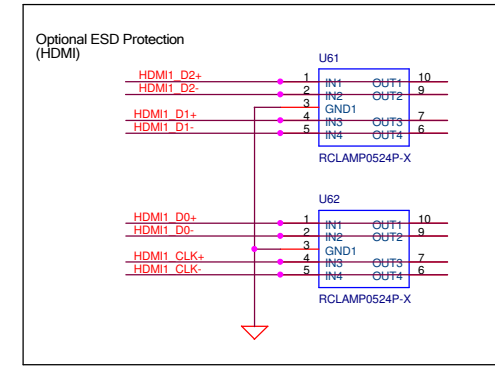 Optional ESD Protection
(HDMI)
U61
HDMI1_D2+ 1 IN1 OUT1 10
HDMI1_D2- 2 IN2 OUT2 9
3 GND1
HDMI1_D1+ 4 IN3 OUT3 7
HDMI1_D1- 5 IN4 OUT4 6
RCLAMP0524P-X
U62
HDMI1_D0+ 1 IN1 OUT1 10
HDMI1_D0- 2 IN2 OUT2 9
3 GND1
HDMI1_CLK+ 4 IN3 OUT3 7
HDMI1_CLK- 5 IN4 OUT4 6
RCLAMP0524P-X